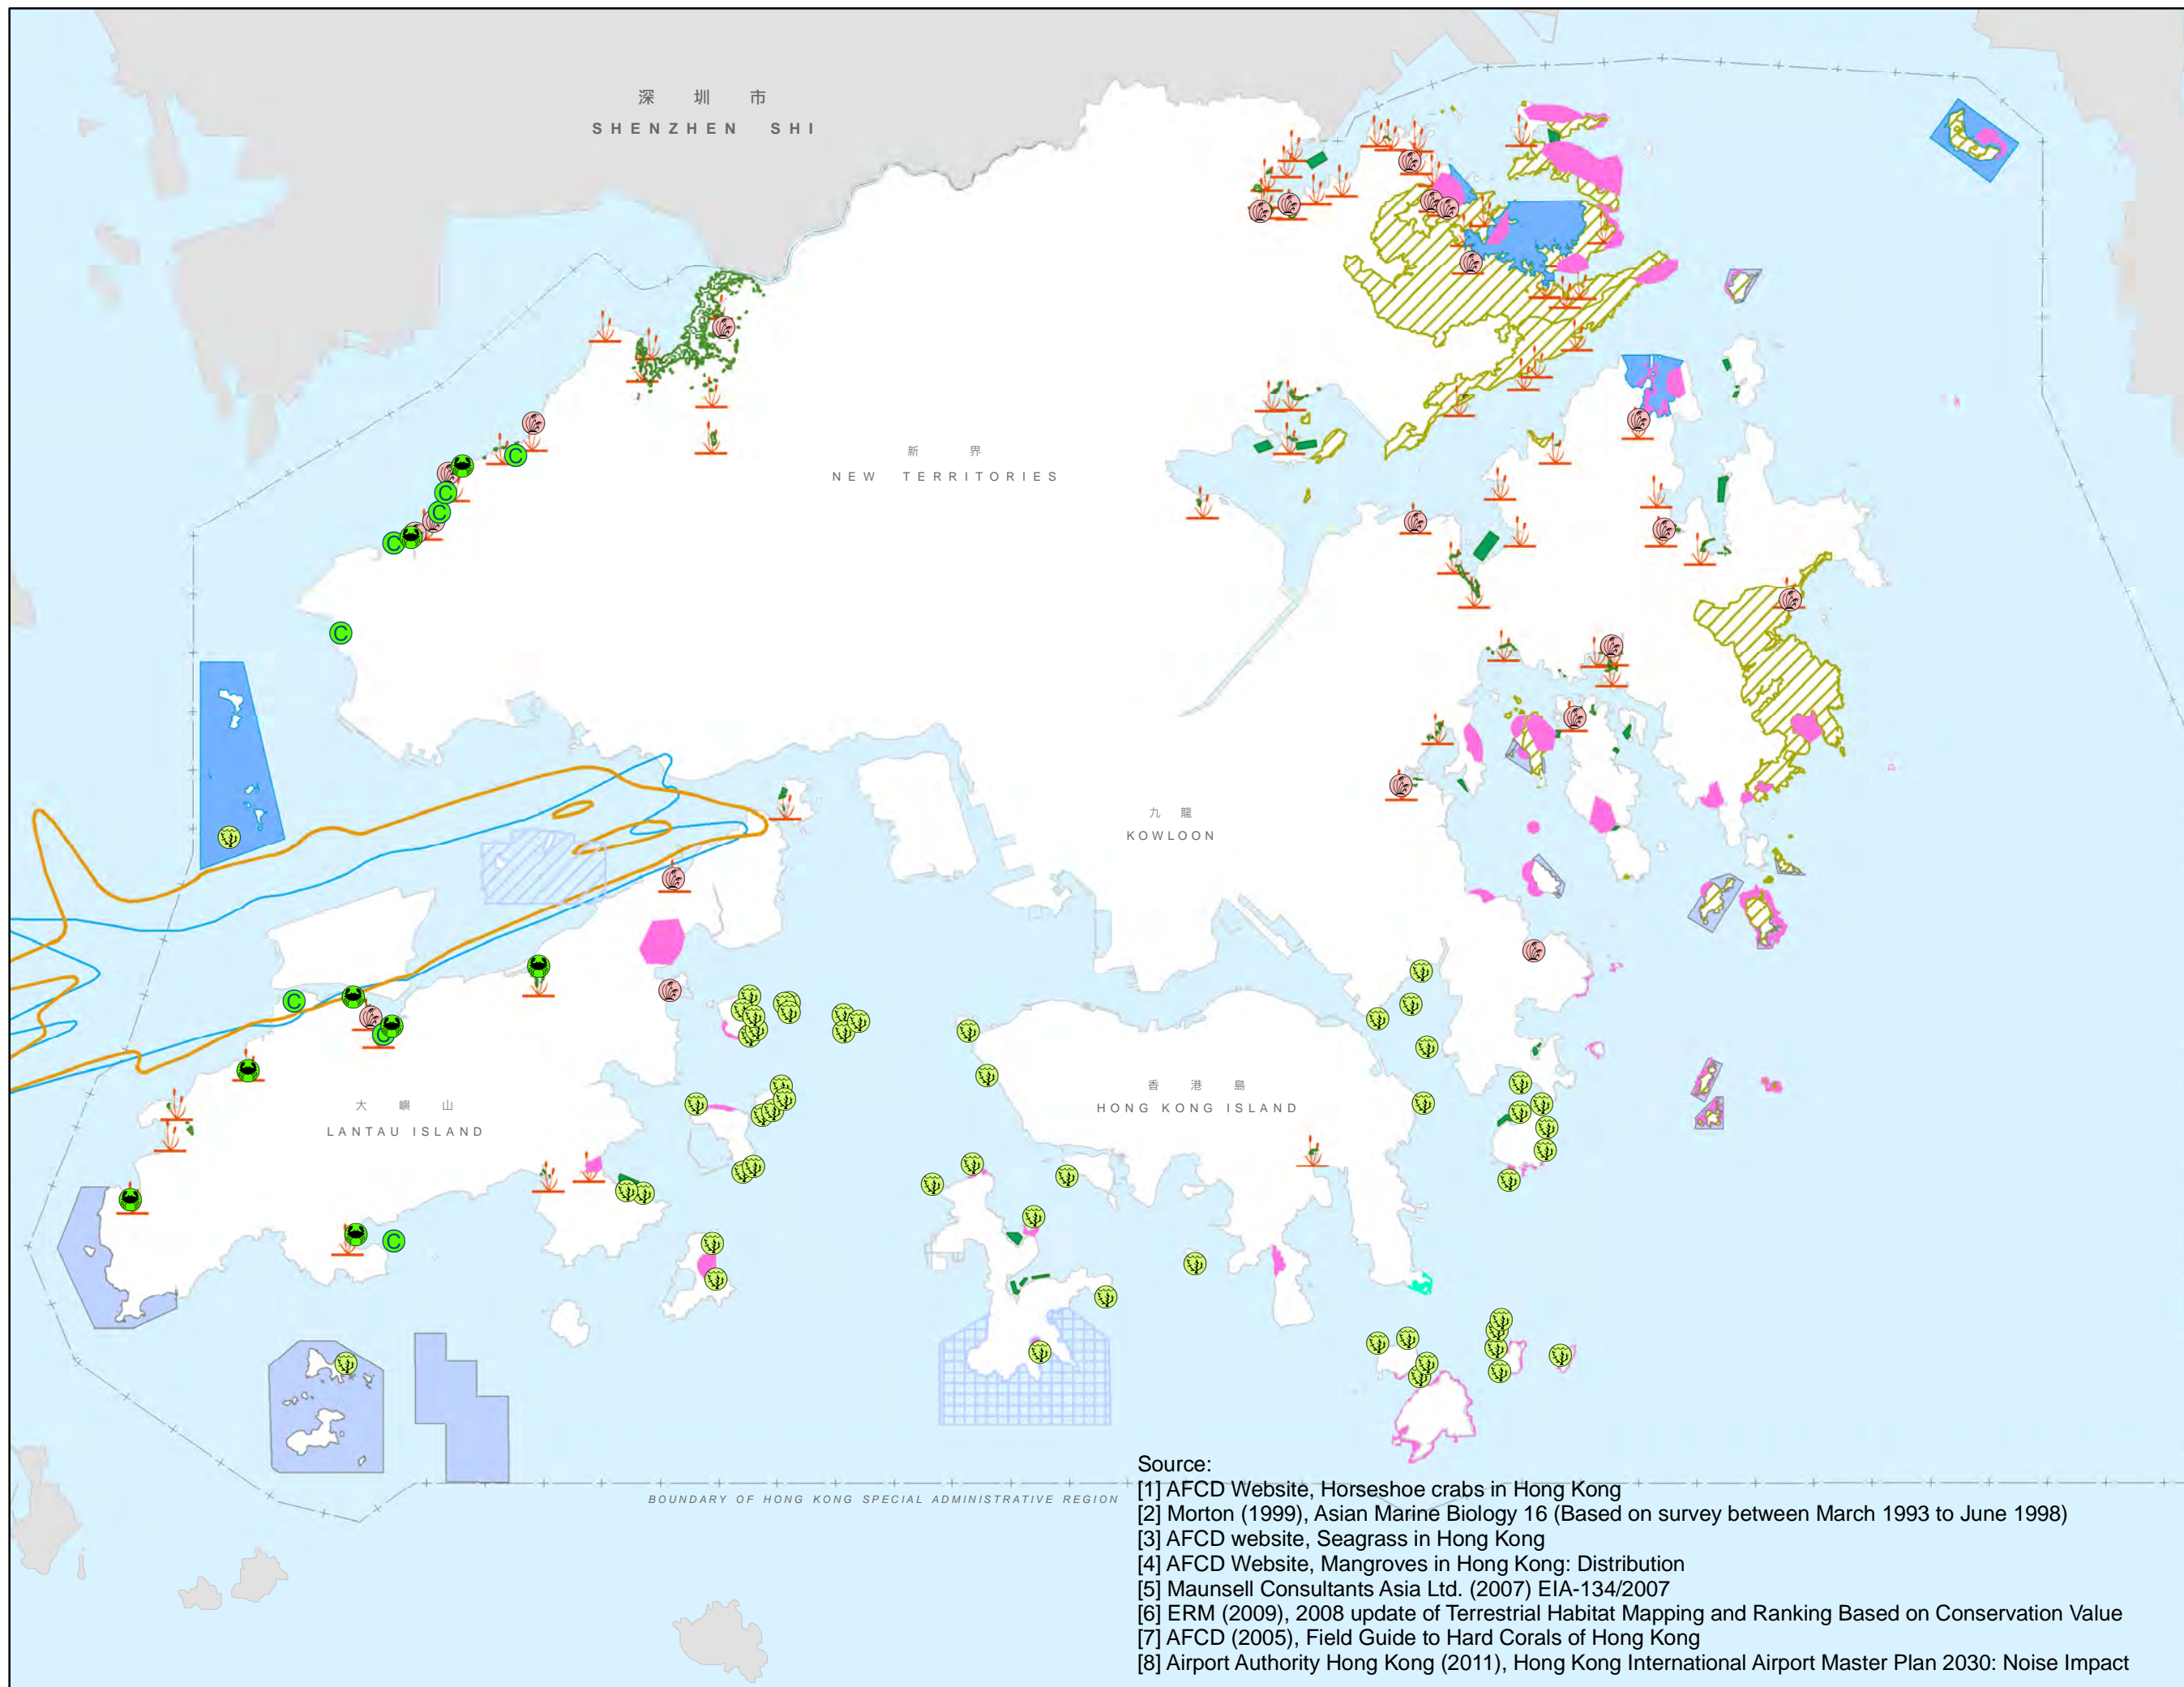 深 圳 市
SHENZHEN SHI
新 界
NEW TERRITORIES
九 龍
KOWLOON
香 港 島
HONG KONG ISLAND
大 嶼 山
LANTAU ISLAND
C
C
C
C
C
C
C
C
BOUNDARY OF HONG KONG SPECIAL ADMINISTRATIVE REGION
Source:
[1] AFCD Website, Horseshoe crabs in Hong Kong
[2] Morton (1999), Asian Marine Biology 16 (Based on survey between March 1993 to June 1998)
[3] AFCD website, Seagrass in Hong Kong
[4] AFCD Website, Mangroves in Hong Kong: Distribution
[5] Maunsell Consultants Asia Ltd. (2007) EIA-134/2007
[6] ERM (2009), 2008 update of Terrestrial Habitat Mapping and Ranking Based on Conservation Value
[7] AFCD (2005), Field Guide to Hard Corals of Hong Kong
[8] Airport Authority Hong Kong (2011), Hong Kong International Airport Master Plan 2030: Noise Impact